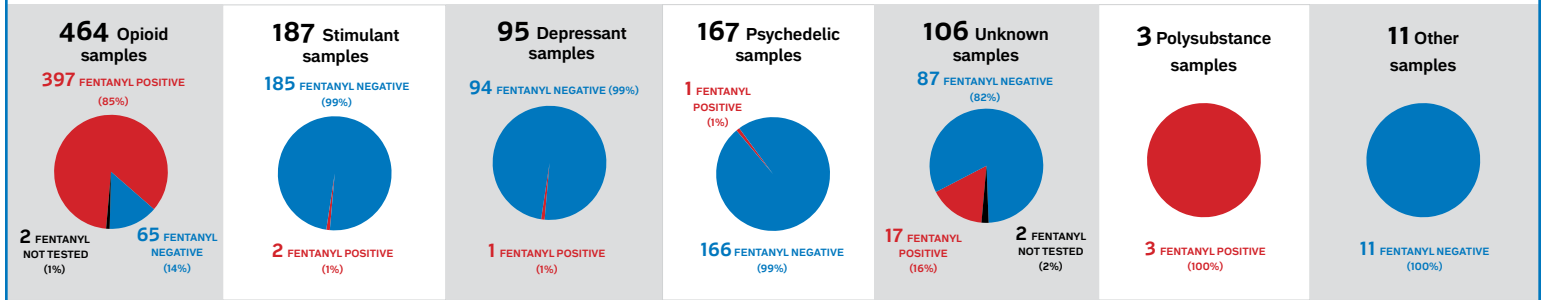 464 Opioid
samples
397 FENTANYL POSITIVE
(85%)
2 FENTANYL
NOT TESTED
(1%)
65 FENTANYL
NEGATIVE
(14%)
187 Stimulant
samples
185 FENTANYL NEGATIVE
(99%)
2 FENTANYL POSITIVE
(1%)
95 Depressant
samples
94 FENTANYL NEGATIVE (99%)
1 FENTANYL POSITIVE
(1%)
167 Psychedelic
samples
1 FENTANYL
POSITIVE
(1%)
166 FENTANYL NEGATIVE
(99%)
106 Unknown
samples
87 FENTANYL NEGATIVE
(82%)
17 FENTANYL
POSITIVE
(16%)
2 FENTANYL
NOT TESTED
(2%)
3 Polysubstance
samples
3 FENTANYL POSITIVE
(100%)
11 Other
samples
11 FENTANYL NEGATIVE
(100%)